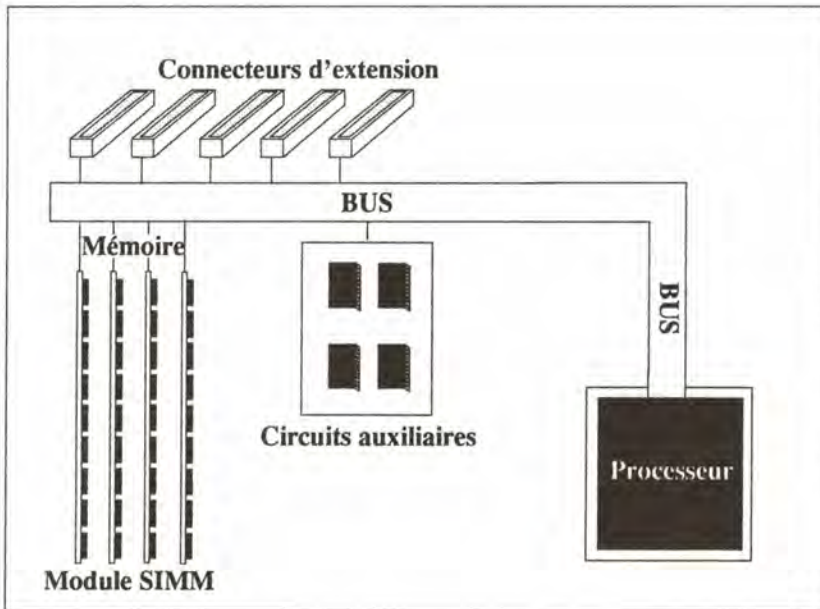 Connecteurs d'extension
BUS
Mémoire
BUS
Circuits auxiliaires
Processeur
Module SIMM